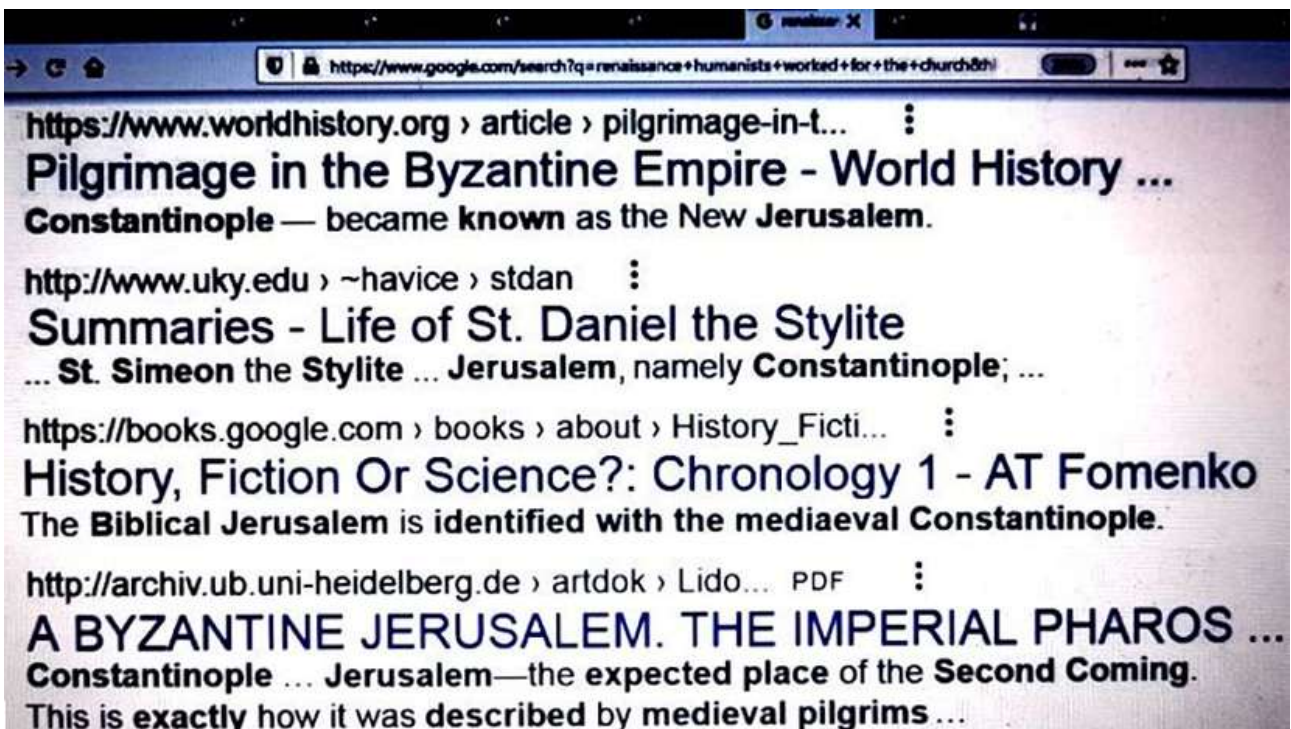 https://www.google.com/search?q=renaissance+humanists+worked+for+the+church&thi
https://www.worldhistory.org › article › pilgrimage-in-t...
Pilgrimage in the Byzantine Empire - World History ...
Constantinople — became known as the New Jerusalem.
http://www.uky.edu › ~havice › stdan
Summaries - Life of St. Daniel the Stylite
... St. Simeon the Stylite ... Jerusalem, namely Constantinople; ...
https://books.google.com › books › about › History_Ficti...
History, Fiction Or Science?: Chronology 1 - AT Fomenko
The Biblical Jerusalem is identified with the mediaeval Constantinople.
http://archiv.ub.uni-heidelberg.de › artdok › Lido... PDF
A BYZANTINE JERUSALEM. THE IMPERIAL PHAROS ...
Constantinople ... Jerusalem—the expected place of the Second Coming.
This is exactly how it was described by medieval pilgrims ...